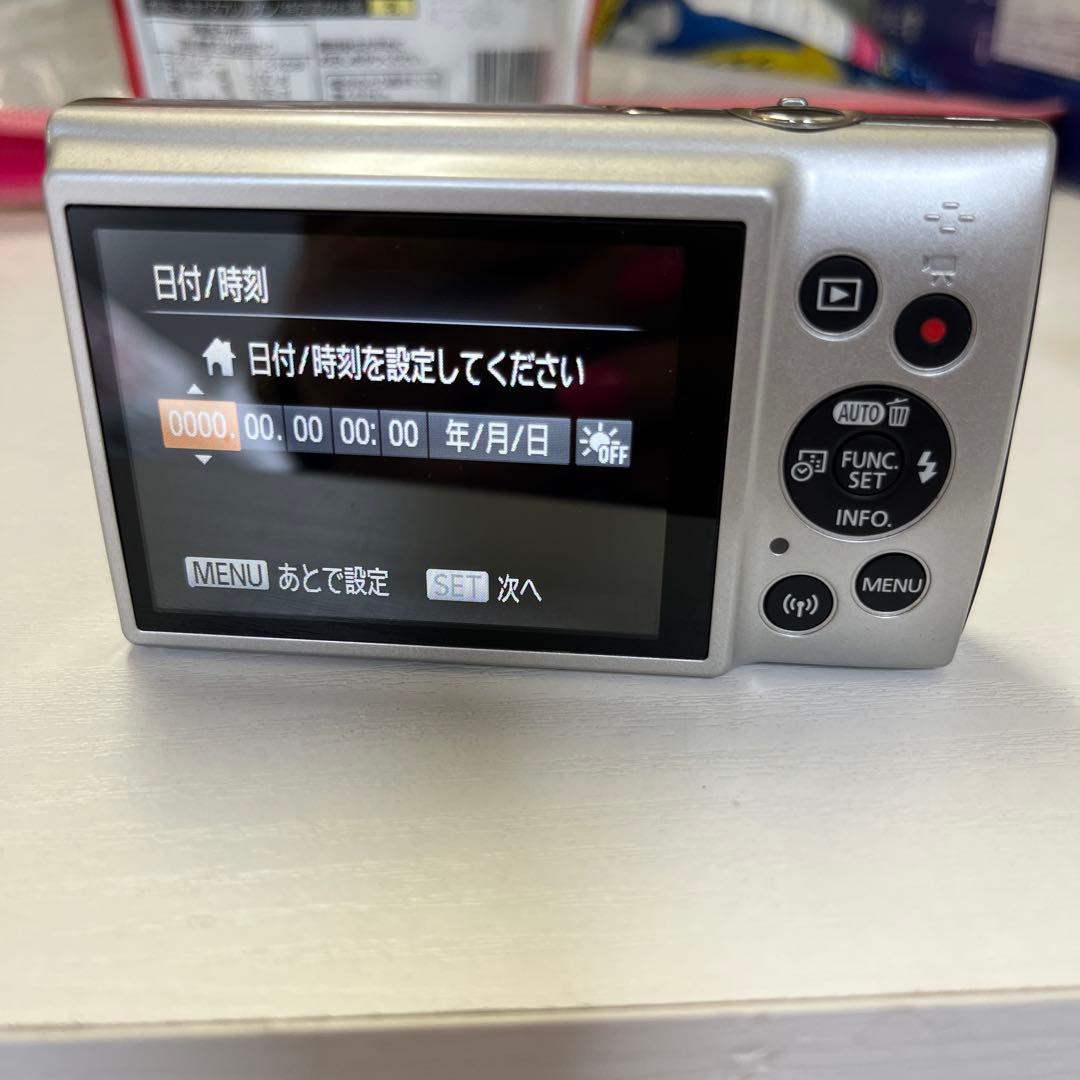 日付/時刻
日付/時刻を設定してください
0000. 00. 00 00: 00 年/月/日 OFF
MENU あとで設定 SET 次へ
AUTO
FUNC. SET
INFO.
MENU